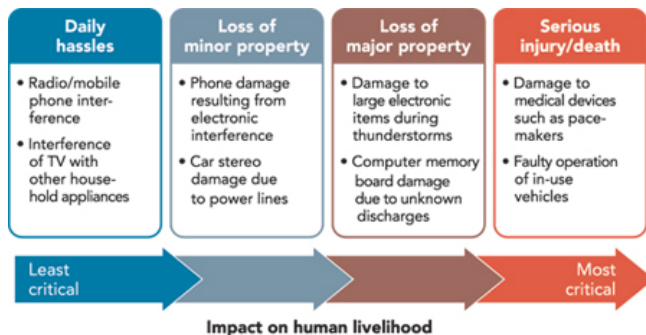 Daily
hassles
• Radio/mobile
phone inter-
ference
• Interference
of TV with
other house-
hold appliances
Loss of
minor property
• Phone damage
resulting from
electronic
interference
• Car stereo
damage due
to power lines
Loss of
major property
• Damage to
large electronic
items during
thunderstorms
• Computer memory
board damage
due to unknown
discharges
Serious
injury/death
• Damage to
medical devices
such as pace-
makers
• Faulty operation
of in-use
vehicles
Least
critical
Most
critical
Impact on human livelihood